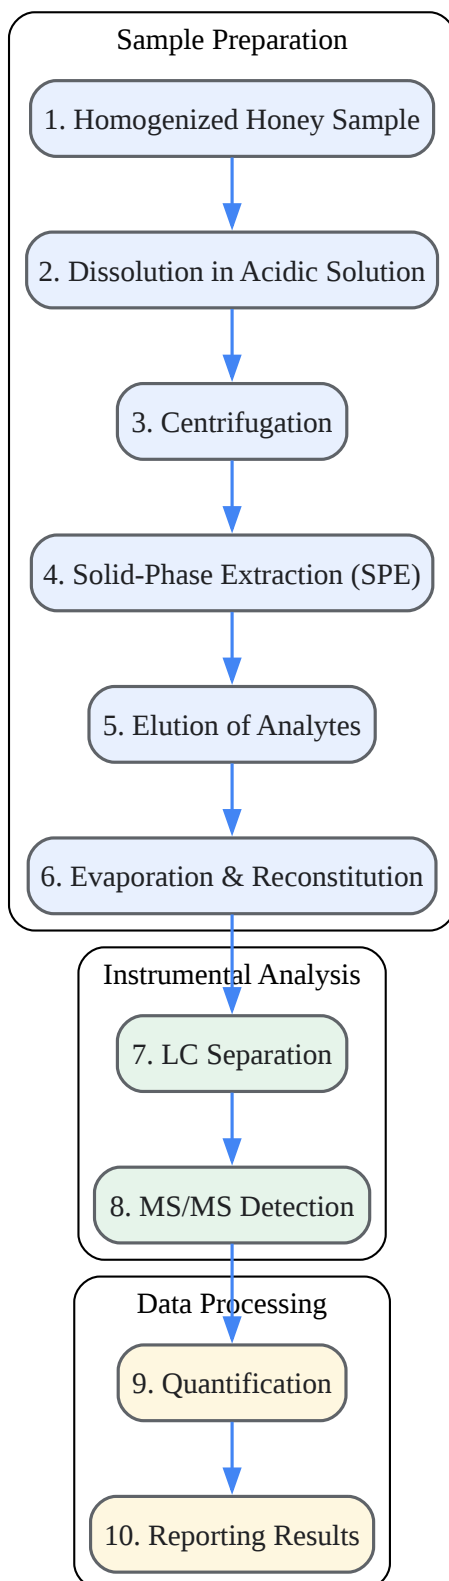 Sample Preparation
1. Homogenized Honey Sample
2. Dissolution in Acidic Solution
3. Centrifugation
4. Solid-Phase Extraction (SPE)
5. Elution of Analytes
6. Evaporation & Reconstitution
Instrumental Analysis
7. LC Separation
8. MS/MS Detection
Data Processing
9. Quantification
10. Reporting Results